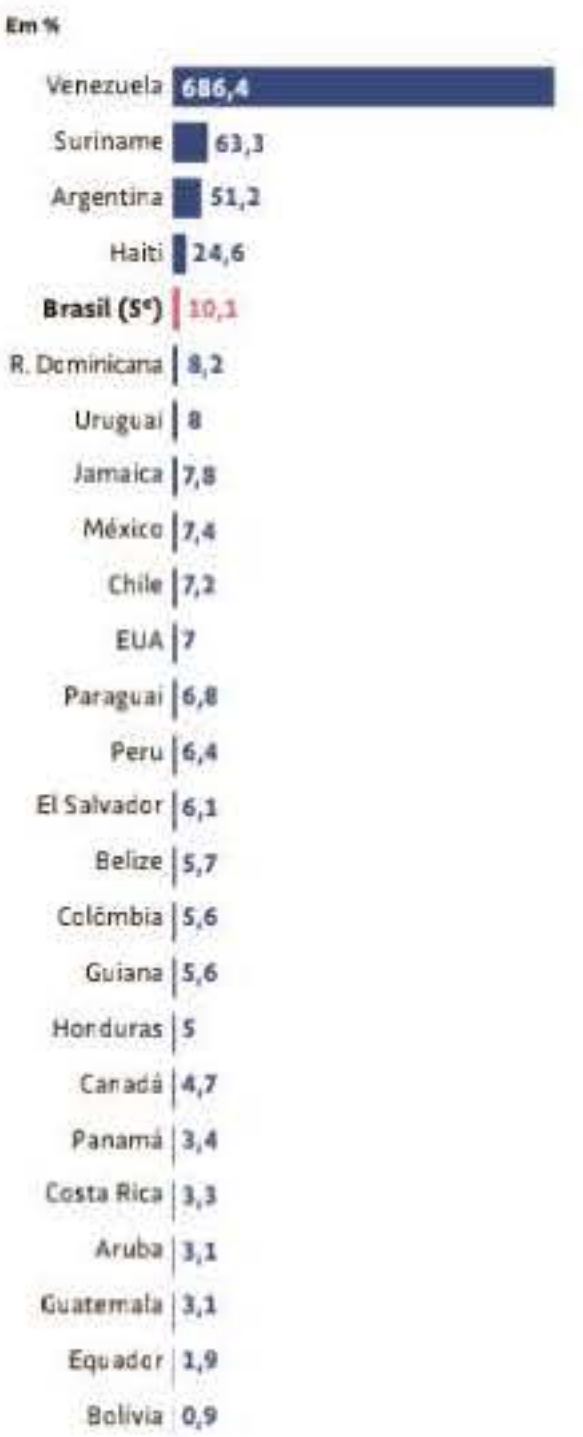 Em %
Venezuela 686,4
Suriname 63,3
Argentina 51,2
Haiti 24,6
Brasil (5º) 10,1
R. Dominicana 8,2
Uruguai 8
Jamaica 7,8
México 7,4
Chile 7,2
EUA 7
Paraguai 6,8
Peru 6,4
El Salvador 6,1
Belize 5,7
Colômbia 5,6
Guiana 5,6
Honduras 5
Canadá 4,7
Panamá 3,4
Costa Rica 3,3
Aruba 3,1
Guatemala 3,1
Equador 1,9
Bolívia 0,9